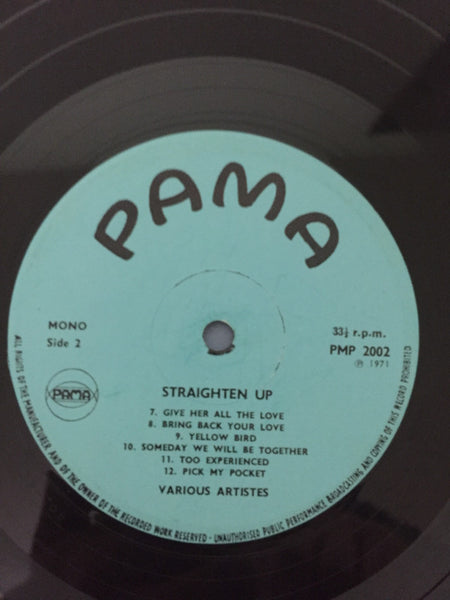 PAMA
MONO
Side 2
33⅓ r.p.m.
PMP 2002
℗ 1971
PAMA
STRAIGHTEN UP
7. GIVE HER ALL THE LOVE
8. BRING BACK YOUR LOVE
9. YELLOW BIRD
10. SOMEDAY WE WILL BE TOGETHER
11. TOO EXPERIENCED
12. PICK MY POCKET
VARIOUS ARTISTES
ALL RIGHTS OF THE MANUFACTURER AND OF THE OWNER OF THE RECORDED WORK RESERVED - UNAUTHORISED PUBLIC PERFORMANCE BROADCASTING AND COPYING OF THIS RECORD PROHIBITED